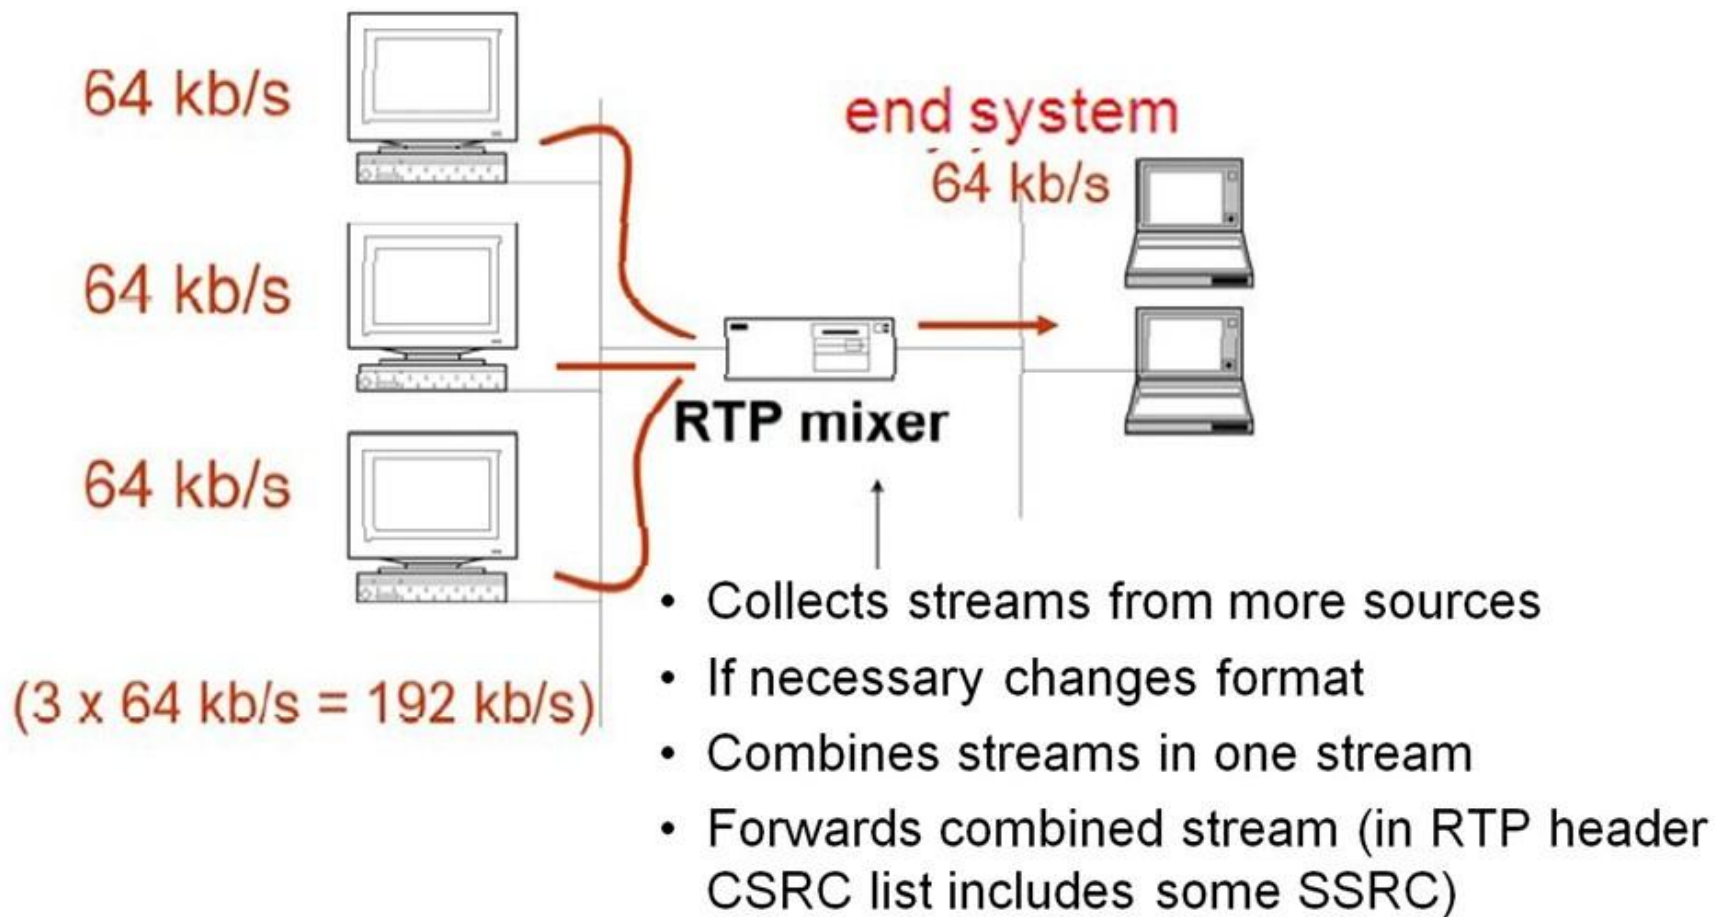 64 kb/s
end system
64 kb/s
64 kb/s
RTP mixer
64 kb/s
• Collects streams from more sources
• If necessary changes format
(3 x 64 kb/s = 192 kb/s)
• Combines streams in one stream
• Forwards combined stream (in RTP header
CSRC list includes some SSRC)